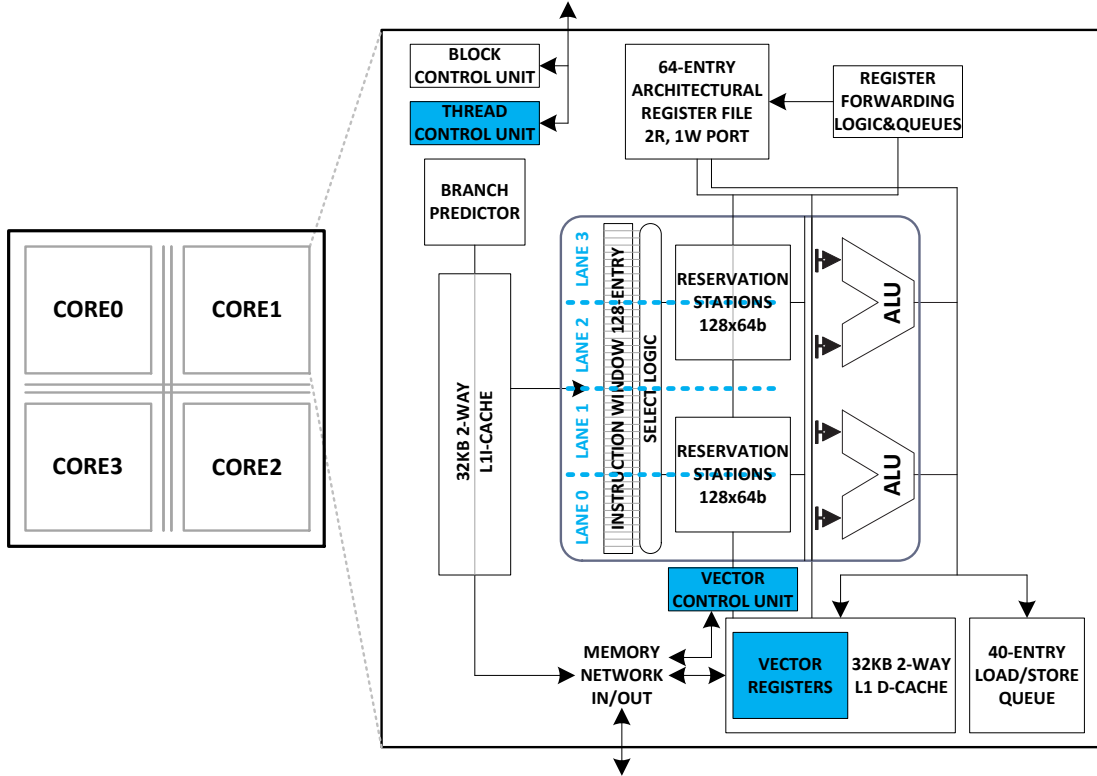 CORE0
CORE1
CORE3
CORE2
BLOCK
CONTROL UNIT
THREAD
CONTROL UNIT
BRANCH
PREDICTOR
64-ENTRY
ARCHITECTURAL
REGISTER FILE
2R, 1W PORT
REGISTER
FORWARDING
LOGIC&QUEUES
32KB 2-WAY
L1I-CACHE
LANE 3
LANE 2
LANE 1
LANE 0
INSTRUCTION WINDOW 128-ENTRY
SELECT LOGIC
RESERVATION
STATIONS
128x64b
RESERVATION
STATIONS
128x64b
ALU
ALU
VECTOR
CONTROL UNIT
MEMORY
NETWORK
IN/OUT
VECTOR
REGISTERS
32KB 2-WAY
L1 D-CACHE
40-ENTRY
LOAD/STORE
QUEUE